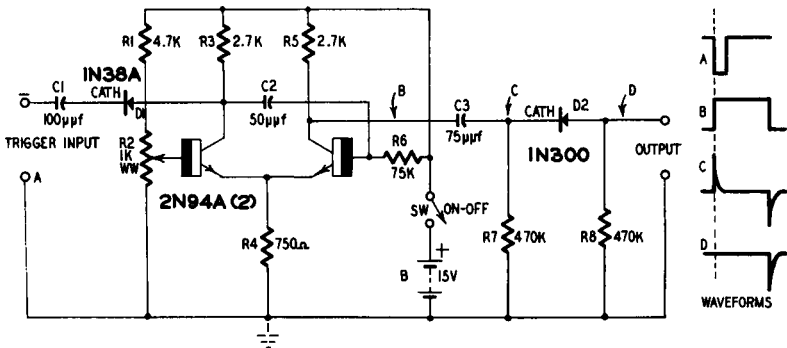 R1 4.7K
R3 2.7K
R5 2.7K
1N38A
C1
CATH
D1
100µµf
C2
50µµf
B
C
D
C3
75µµf
CATH D2
1N300
TRIGGER INPUT
R2
1K
WW
R6
75K
OUTPUT
A
2N94A (2)
SW ON-OFF
R4 750Ω
R7 470K
R8 470K
B + 15V
A
B
C
D
WAVEFORMS